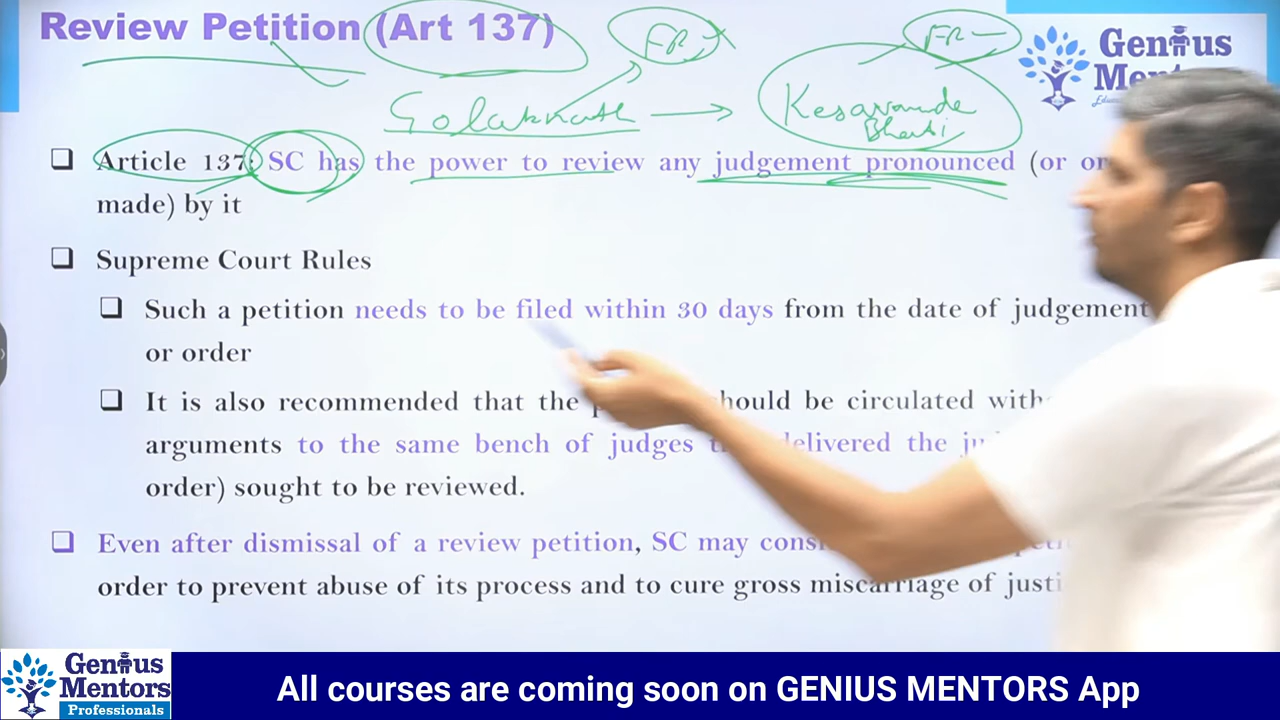 Review Petition (Art 137)
FR
FR
Genius
Golaknath
Kesavananda
Bharti
Article 137: SC has the power to review any judgement pronounced (or
made) by it
Supreme Court Rules
Such a petition needs to be filed within 30 days from the date of judgement
or order
It is also recommended that the should be circulated
arguments to the same bench of judges delivered the
order) sought to be reviewed.
Even after dismissal of a review petition, SC may
order to prevent abuse of its process and to cure gross miscarriage of
Genius
Mentors
Professionals
All courses are coming soon on GENIUS MENTORS App